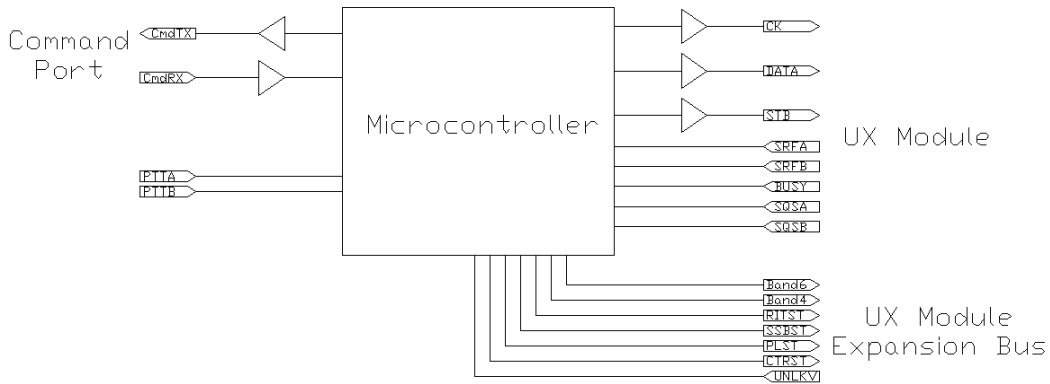 Command
Port
CmdTX
CmdRX
PTTA
PTTB
Microcontroller
CK
DATA
STB
SRFA
SRFB
BUSY
SQSA
SQSB
UX Module
Band6
Band4
RITST
SSBST
PLST
CTRST
UNLKV
UX Module
Expansion Bus